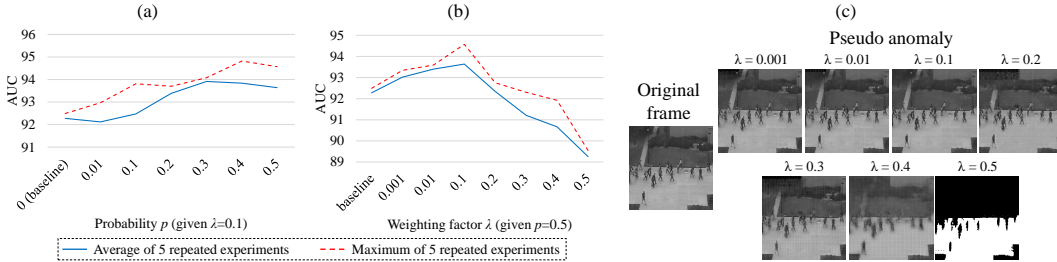 (a)
96
95
94
93
92
91
AUC
0 (baseline)
0.01
0.1
0.2
0.3
0.4
0.5
Probability p (given λ=0.1)
(b)
95
94
93
92
91
90
89
AUC
baseline
0.001
0.01
0.1
0.2
0.3
0.4
0.5
Weighting factor λ (given p=0.5)
Average of 5 repeated experiments
Maximum of 5 repeated experiments
(c)
Original
frame
Pseudo anomaly
λ = 0.001
λ = 0.01
λ = 0.1
λ = 0.2
λ = 0.3
λ = 0.4
λ = 0.5